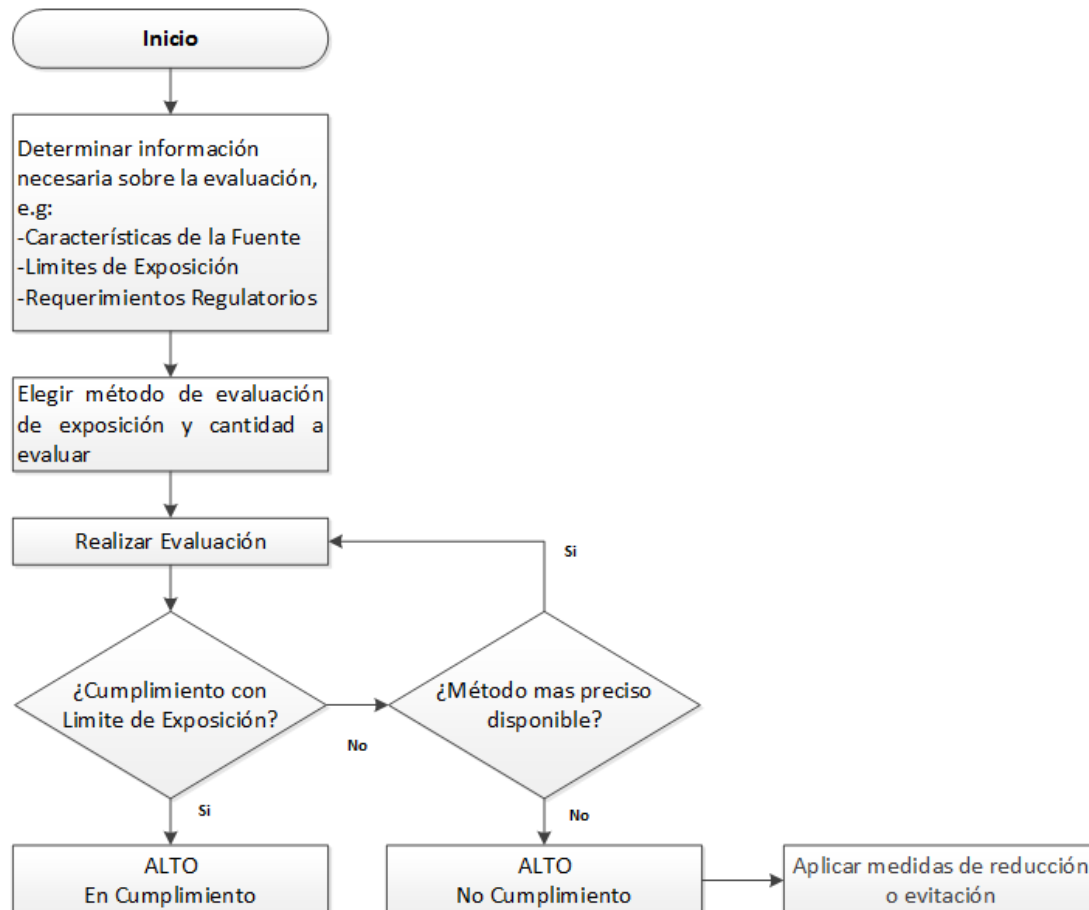 Inicio
Determinar información
necesaria sobre la evaluación,
e.g:
-Características de la Fuente
-Limites de Exposición
-Requerimientos Regulatorios
Elegir método de evaluación
de exposición y cantidad a
evaluar
Realizar Evaluación
Si
¿Cumplimiento con
Limite de Exposición?
No
¿Método mas preciso
disponible?
Si
No
ALTO
En Cumplimiento
ALTO
No Cumplimiento
Aplicar medidas de reducción
o evitación